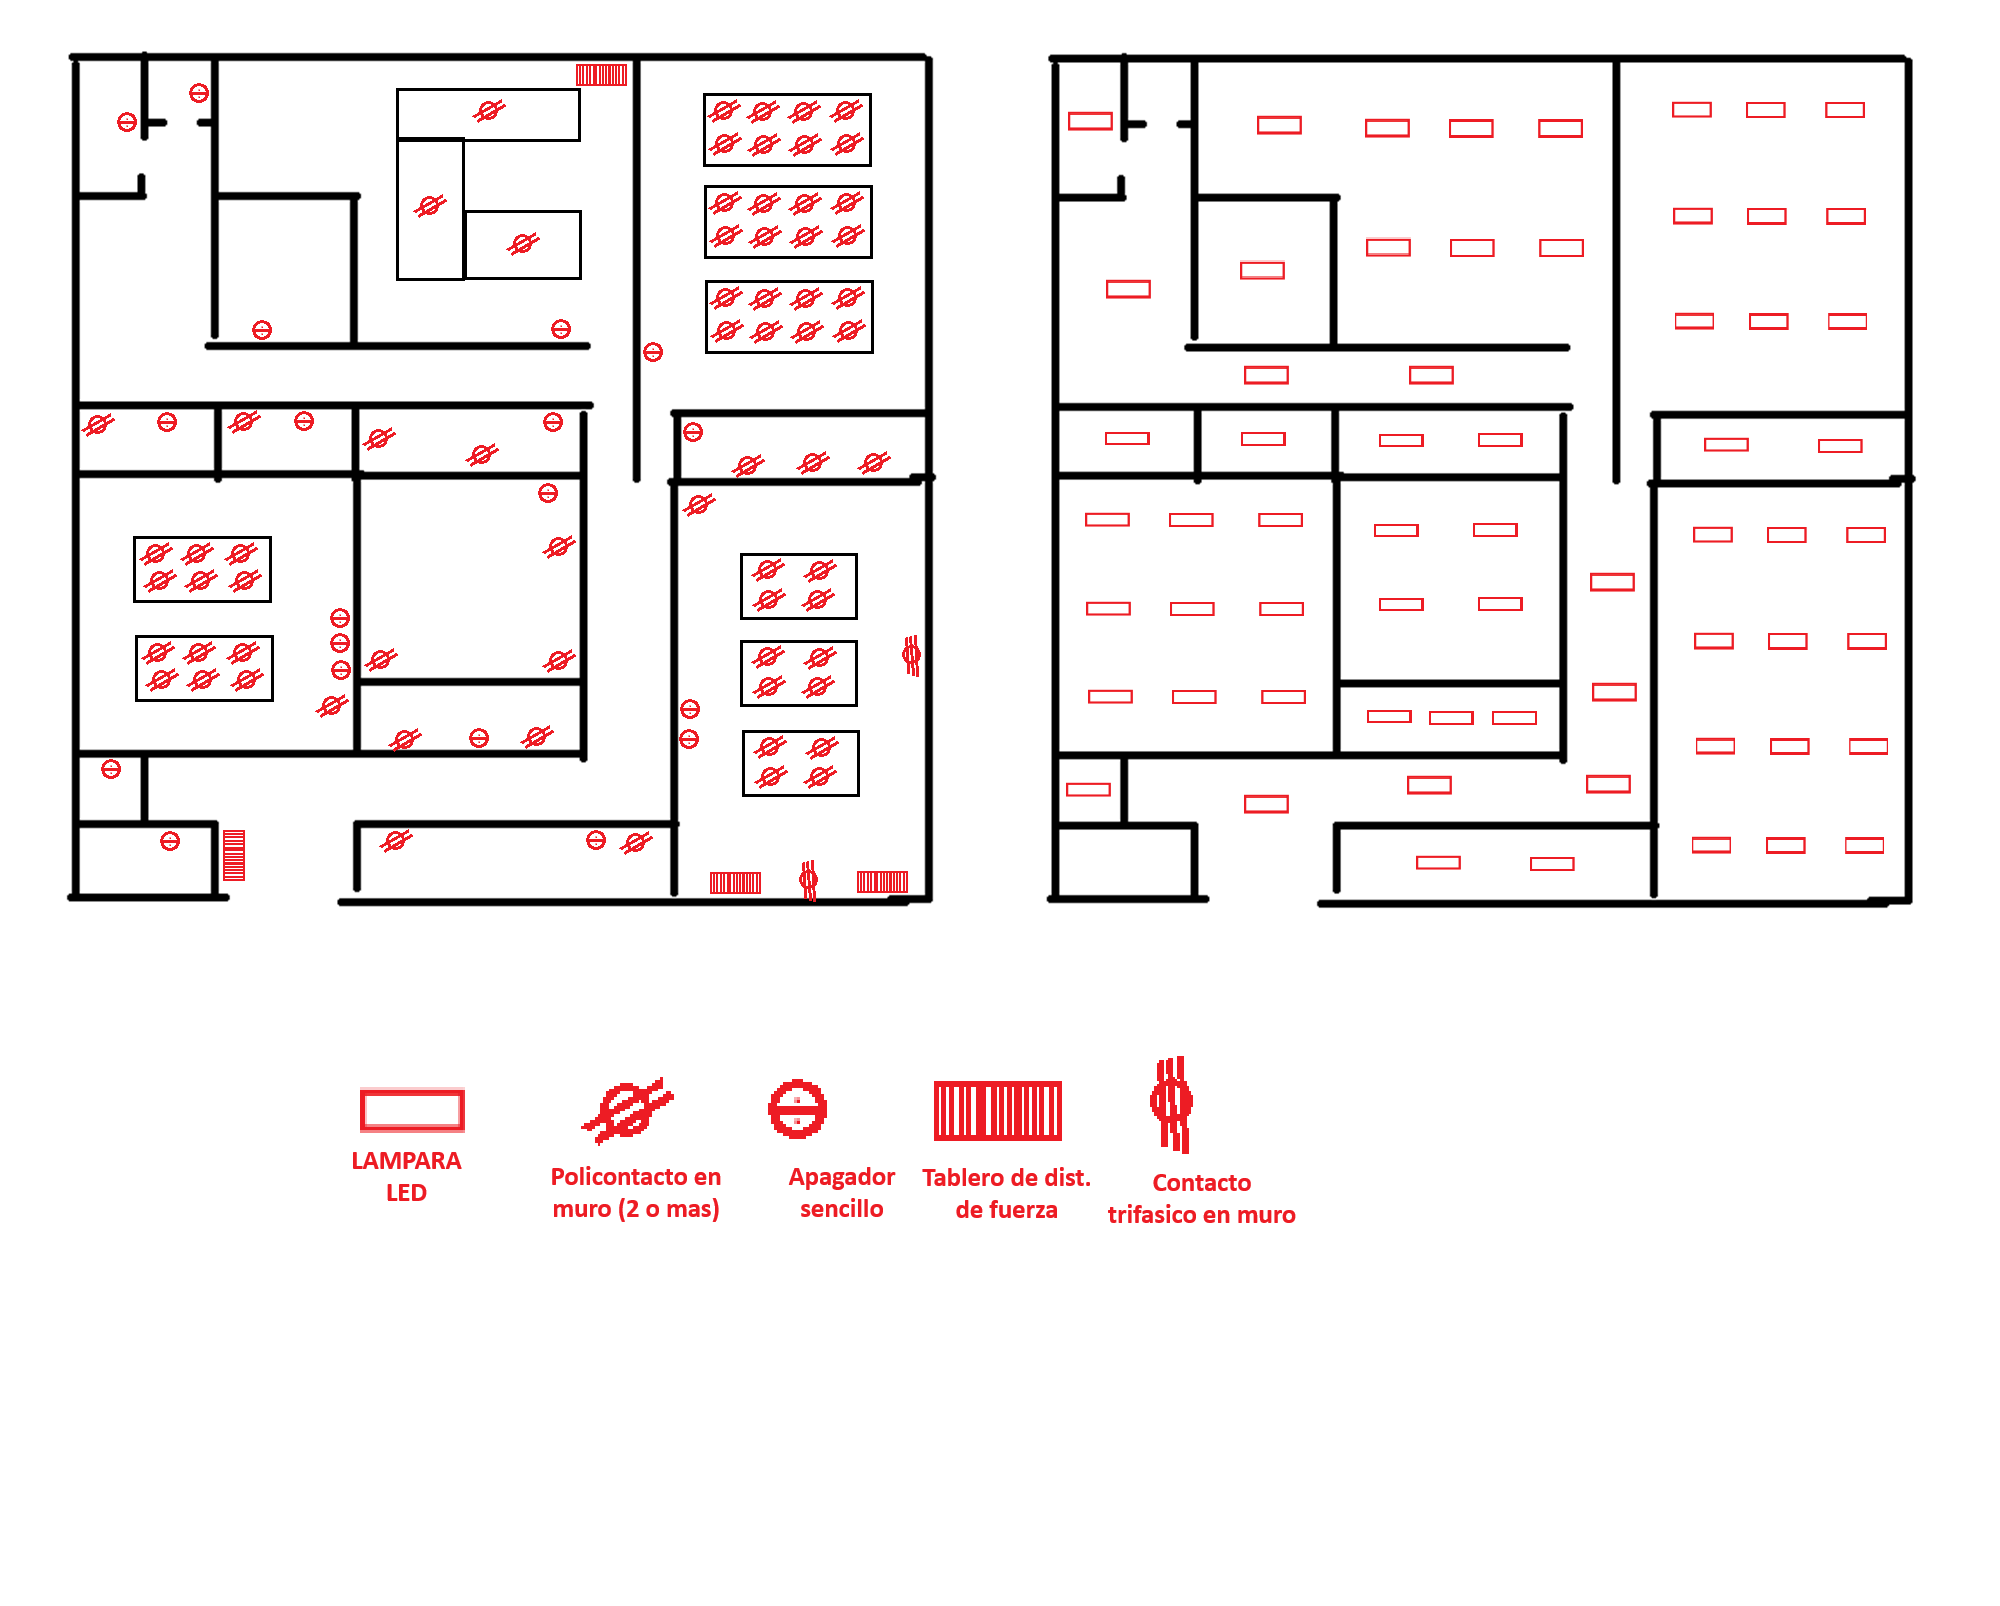 LAMPARA
LED
Policontacto en
muro (2 o mas)
Apagador
sencillo
Tablero de dist.
de fuerza
Contacto
trifasico en muro